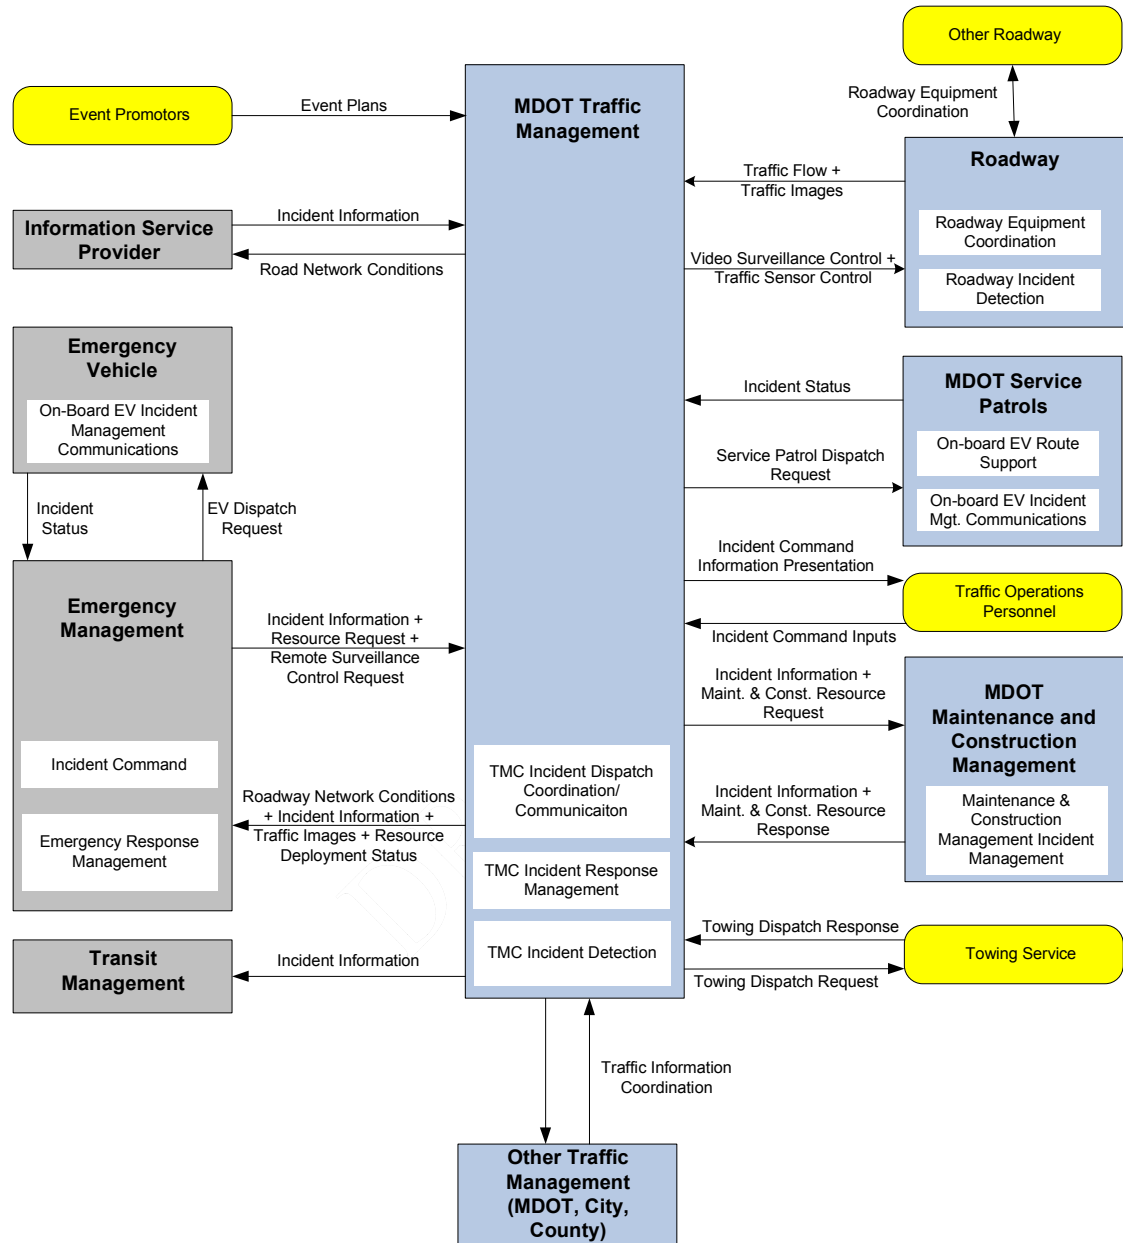 Other Roadway
Event Promotors
Event Plans
MDOT Traffic
Management
Roadway Equipment
Coordination
Roadway
Traffic Flow +
Traffic Images
Roadway Equipment
Coordination
Roadway Incident
Detection
Video Surveillance Control +
Traffic Sensor Control
Information Service
Provider
Incident Information
Road Network Conditions
Emergency
Vehicle
On-Board EV Incident
Management
Communications
Incident
Status
EV Dispatch
Request
Incident Status
MDOT Service
Patrols
On-board EV Route
Support
On-board EV Incident
Mgt. Communications
Service Patrol Dispatch
Request
Incident Command
Information Presentation
Traffic Operations
Personnel
Incident Command Inputs
Emergency
Management
Incident Information +
Resource Request +
Remote Surveillance
Control Request
Incident Command
Emergency Response
Management
Roadway Network Conditions
+ Incident Information +
Traffic Images + Resource
Deployment Status
Incident Information +
Maint. & Const. Resource
Request
MDOT
Maintenance and
Construction
Management
Maintenance &
Construction
Management Incident
Management
Incident Information +
Maint. & Const. Resource
Response
TMC Incident Dispatch
Coordination/
Communicaiton
TMC Incident Response
Management
TMC Incident Detection
Transit
Management
Incident Information
Towing Dispatch Response
Towing Service
Towing Dispatch Request
Traffic Information
Coordination
Other Traffic
Management
(MDOT, City,
County)